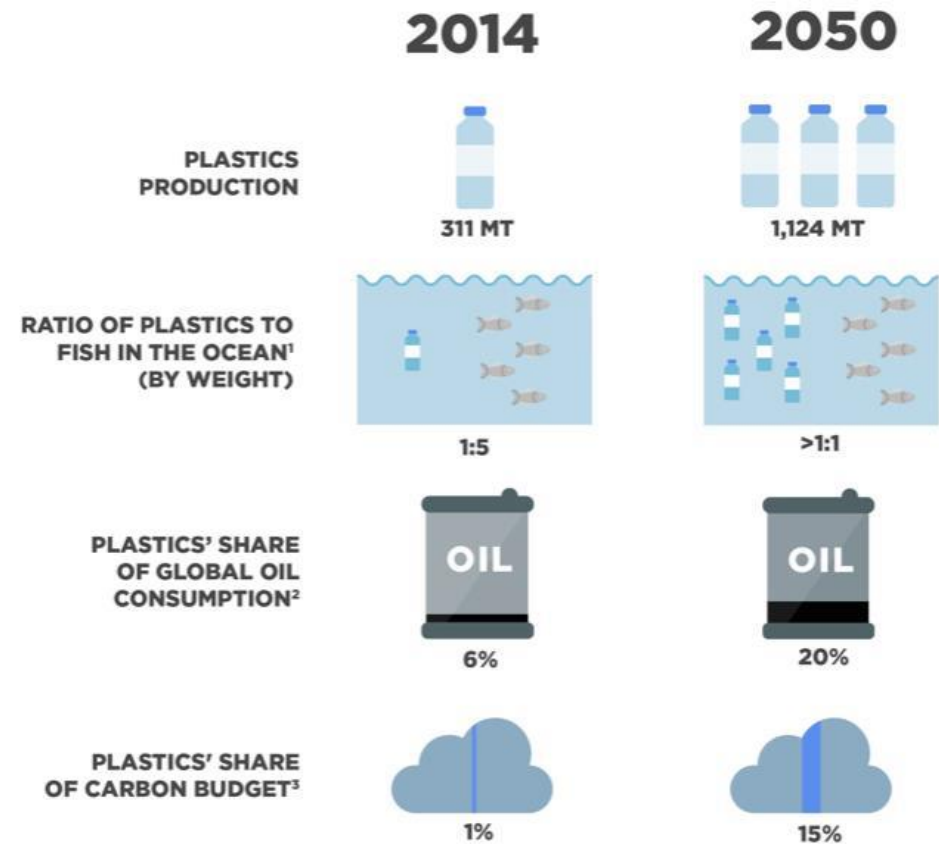 2014 2050
PLASTICS
PRODUCTION
311 MT 1,124 MT
RATIO OF PLASTICS TO
FISH IN THE OCEAN¹
(BY WEIGHT)
1:5 >1:1
PLASTICS’ SHARE
OF GLOBAL OIL
CONSUMPTION²
OIL OIL
6% 20%
PLASTICS' SHARE
OF CARBON BUDGET³
1% 15%